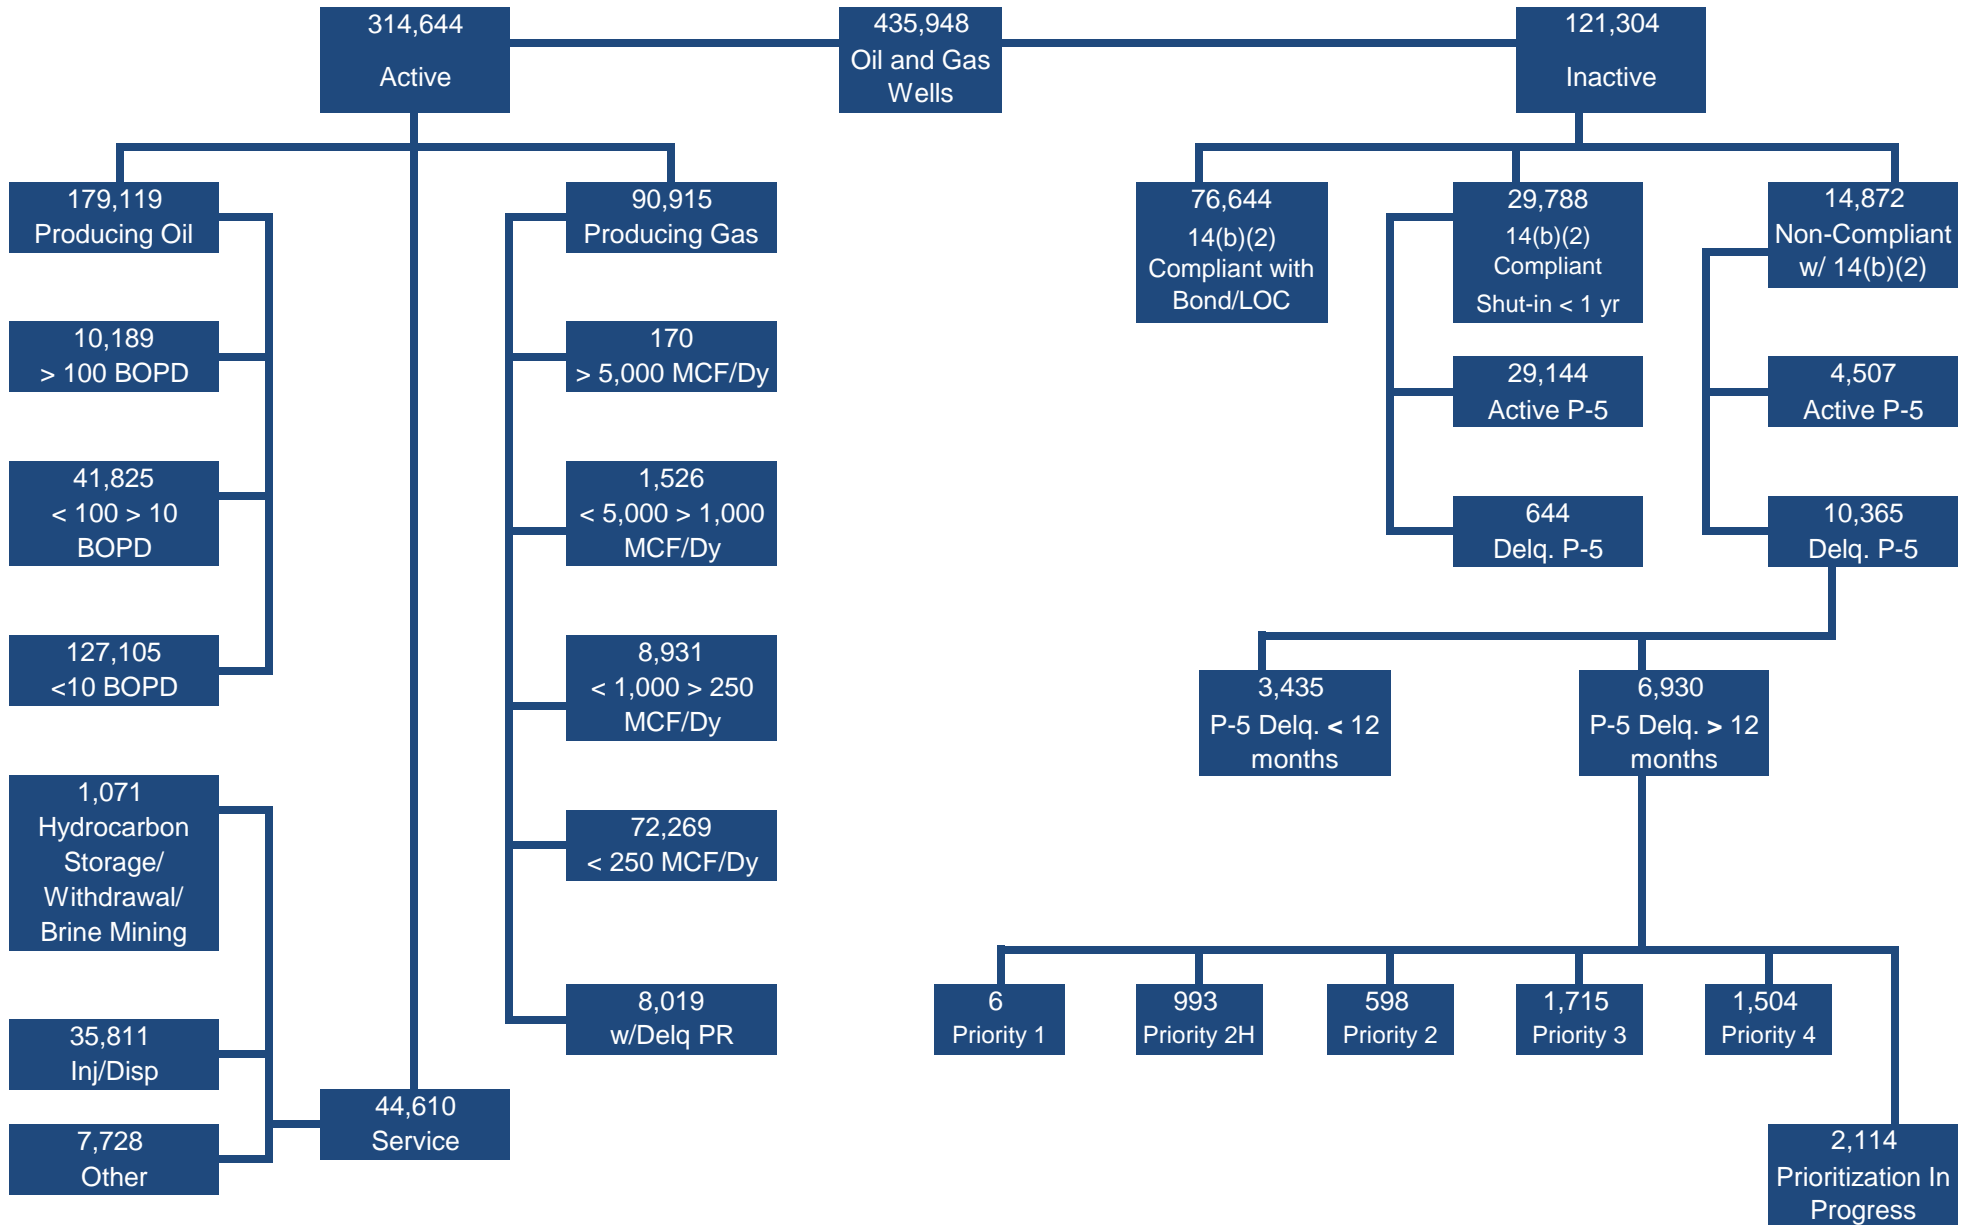 314,644
Active
435,948
Oil and Gas
Wells
121,304
Inactive
179,119
Producing Oil
10,189
> 100 BOPD
41,825
< 100 > 10
BOPD
127,105
<10 BOPD
90,915
Producing Gas
170
> 5,000 MCF/Dy
1,526
< 5,000 > 1,000
MCF/Dy
8,931
< 1,000 > 250
MCF/Dy
72,269
< 250 MCF/Dy
8,019
w/Delq PR
1,071
Hydrocarbon
Storage/
Withdrawal/
Brine Mining
35,811
Inj/Disp
7,728
Other
44,610
Service
76,644
14(b)(2)
Compliant with
Bond/LOC
29,788
14(b)(2)
Compliant
Shut-in < 1 yr
29,144
Active P-5
644
Delq. P-5
14,872
Non-Compliant
w/ 14(b)(2)
4,507
Active P-5
10,365
Delq. P-5
3,435
P-5 Delq. < 12
months
6,930
P-5 Delq. > 12
months
6
Priority 1
993
Priority 2H
598
Priority 2
1,715
Priority 3
1,504
Priority 4
2,114
Prioritization In
Progress